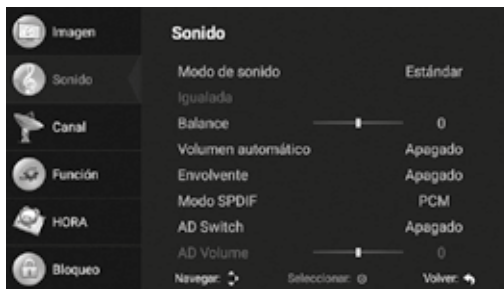 Imagen
Sonido
Canal
Función
HORA
Bloqueo
Sonido
Modo de sonido Estándar
Igualada
Balance 0
Volumen automático Apagado
Envolvente Apagado
Modo SPDIF PCM
AD Switch Apagado
AD Volume 0
Navegar: Seleccionar: Volver: